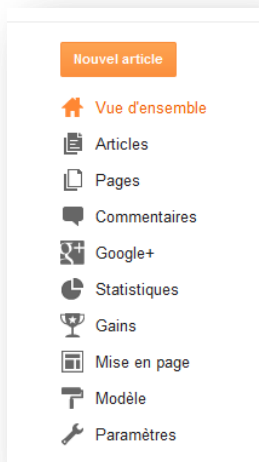 Nouvel article
Vue d'ensemble
Articles
Pages
Commentaires
Google+
Statistiques
Gains
Mise en page
Modèle
Paramètres